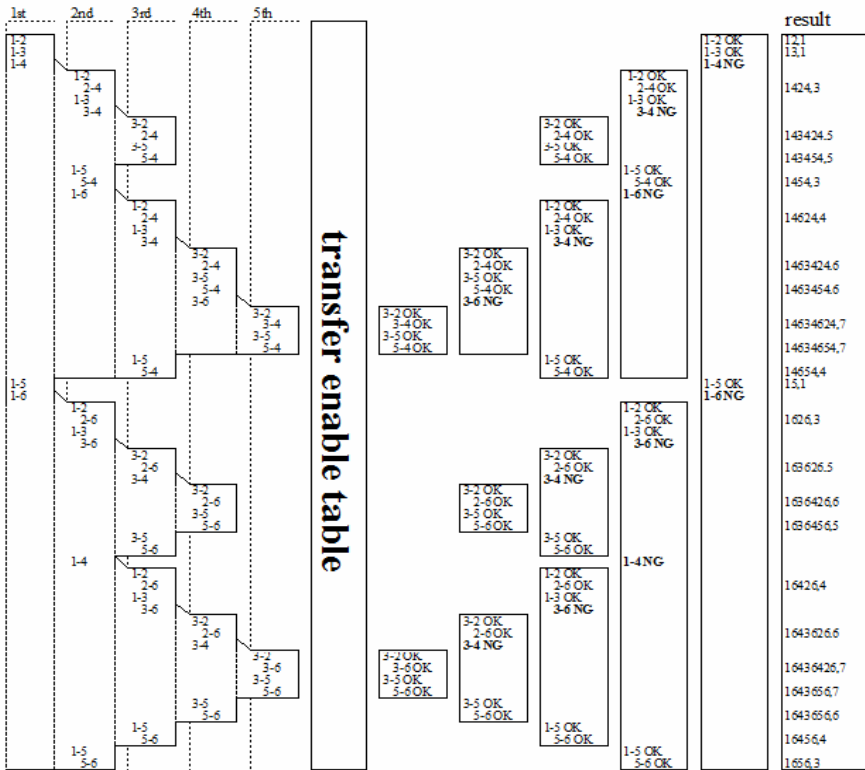 1st 2nd 3rd 4th 5th result
1-2 1-2 OK 12,1
1-3 1-3 OK 13,1
1-4 1-4 NG
1-2 1-2 OK
2-4 2-4 OK 1424,3
1-3 1-3 OK
3-4 3-4 NG
3-2 3-2 OK
2-4 2-4 OK 143424.5
3-5 3-5 OK
5-4 5-4 OK 143454,5
1-5 1-5 OK
5-4 5-4 OK 1454,3
1-6 1-6 NG
1-2 1-2 OK
2-4 2-4 OK 14624,4
1-3 1-3 OK
3-4 3-4 NG
3-2 3-2 OK
2-4 2-4 OK 1463424.6
3-5 3-5 OK
5-4 5-4 OK 1463454.6
3-6 3-6 NG
3-2 3-2 OK
3-4 3-4 OK 14634624,7
3-5 3-5 OK
5-4 5-4 OK 14634654,7
1-5 1-5 OK
5-4 5-4 OK 14654,4
1-5 1-5 OK 15,1
1-6 1-6 NG
1-2 1-2 OK
2-6 2-6 OK 1626,3
1-3 1-3 OK
3-6 3-6 NG
3-2 3-2 OK
2-6 2-6 OK 163626.5
3-4 3-4 NG
3-2 3-2 OK
2-6 2-6 OK 1636426,6
3-5 3-5 OK
5-6 5-6 OK 1636456,5
3-5 3-5 OK
5-6 5-6 OK
1-4 1-4 NG
1-2 1-2 OK
2-6 2-6 OK 16426,4
1-3 1-3 OK
3-6 3-6 NG
3-2 3-2 OK
2-6 2-6 OK 1643626.6
3-4 3-4 NG
3-2 3-2 OK
3-6 3-6 OK 16436426,7
3-5 3-5 OK
5-6 5-6 OK 1643656,7
3-5 3-5 OK
5-6 5-6 OK 1643656,6
1-5 1-5 OK
5-6 5-6 OK 16456,4
1-5 1-5 OK
5-6 5-6 OK 1656,3
transfer enable table